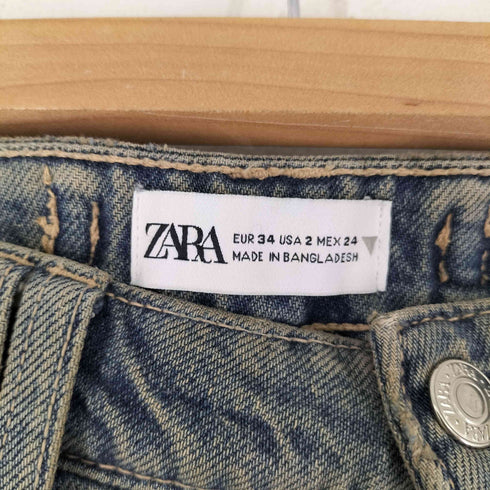 ZARA
EUR 34 USA 2 MEX 24
MADE IN BANGLADESH